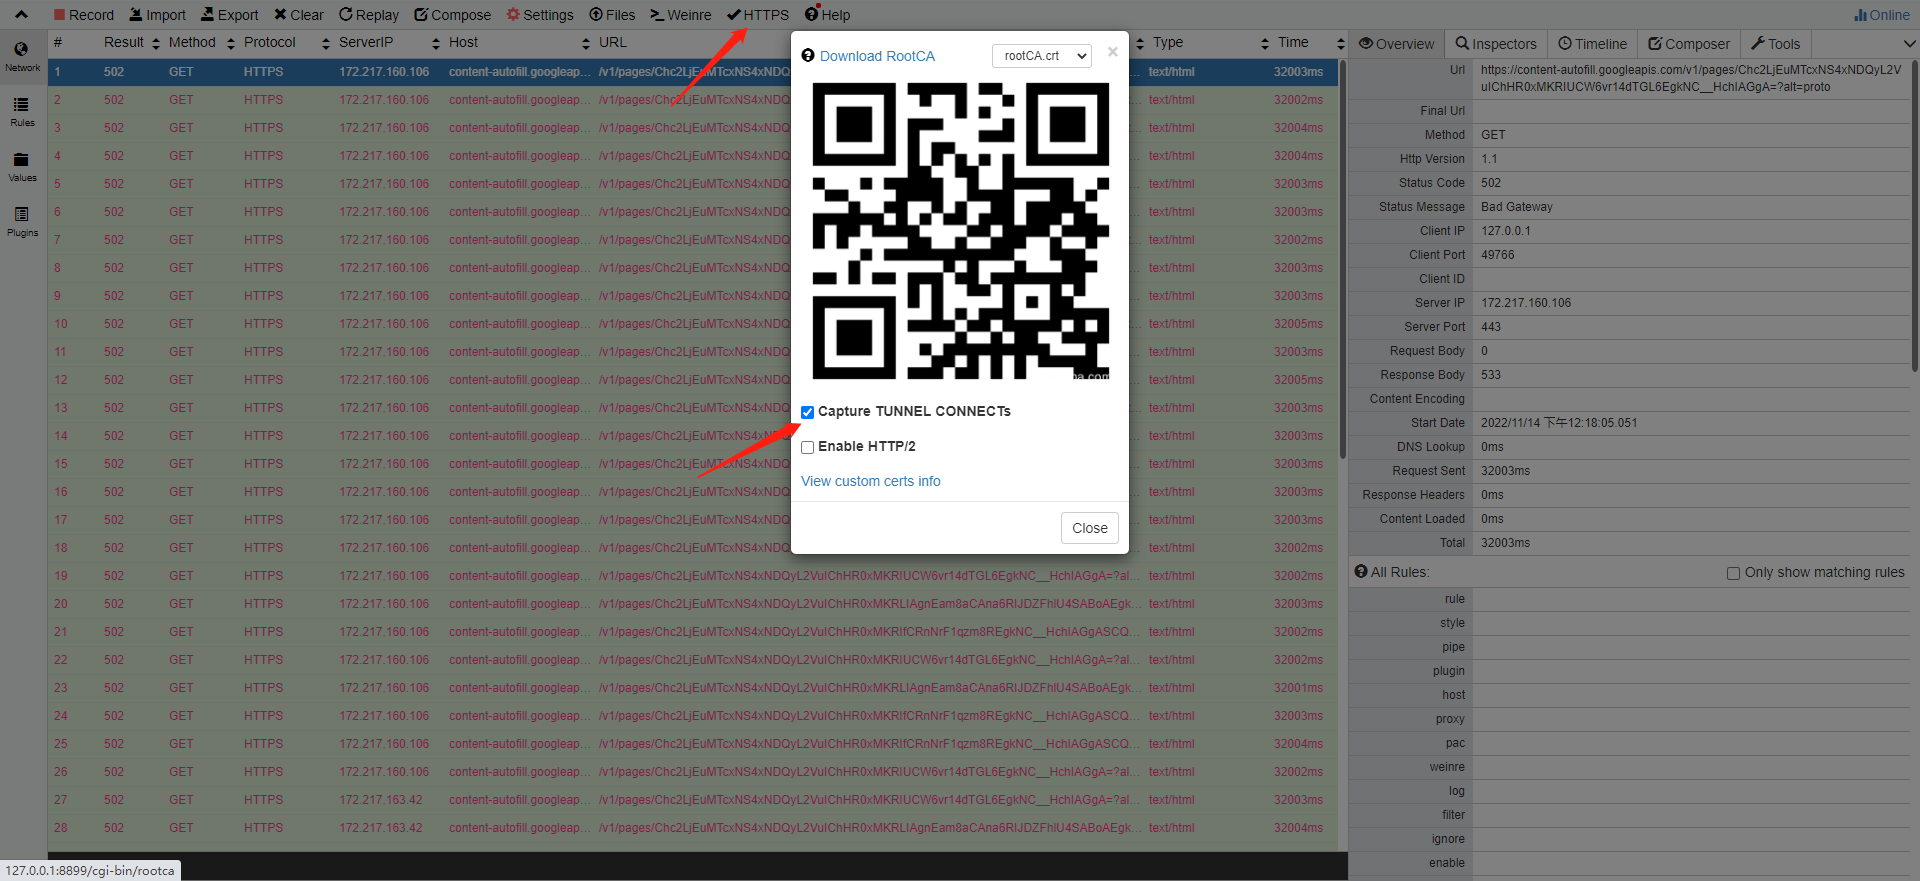 Record Import Export Clear Replay Compose Settings Files Weinre HTTPS Help Online
Network
Rules
Values
Plugins
# Result Method Protocol ServerIP Host URL Type Time
1 502 GET HTTPS 172.217.160.106 content-autofill.googleap... /v1/pages/Chc2LjEuMTcxNS4xNDQ text/html 32003ms
2 502 GET HTTPS 172.217.160.106 content-autofill.googleap... /v1/pages/Chc2LjEuMTcxNS4xNDQ ... text/html 32002ms
3 502 GET HTTPS 172.217.160.106 content-autofill.googleap... /v1/pages/Chc2LjEuMTcxNS4xNDQ ... text/html 32004ms
4 502 GET HTTPS 172.217.160.106 content-autofill.googleap... /v1/pages/Chc2LjEuMTcxNS4xNDQ ... text/html 32004ms
5 502 GET HTTPS 172.217.160.106 content-autofill.googleap... /v1/pages/Chc2LjEuMTcxNS4xNDQ ... text/html 32003ms
6 502 GET HTTPS 172.217.160.106 content-autofill.googleap... /v1/pages/Chc2LjEuMTcxNS4xNDQ ... text/html 32003ms
7 502 GET HTTPS 172.217.160.106 content-autofill.googleap... /v1/pages/Chc2LjEuMTcxNS4xNDQ ... text/html 32002ms
8 502 GET HTTPS 172.217.160.106 content-autofill.googleap... /v1/pages/Chc2LjEuMTcxNS4xNDQ ... text/html 32003ms
9 502 GET HTTPS 172.217.160.106 content-autofill.googleap... /v1/pages/Chc2LjEuMTcxNS4xNDQ ... text/html 32003ms
10 502 GET HTTPS 172.217.160.106 content-autofill.googleap... /v1/pages/Chc2LjEuMTcxNS4xNDQ ... text/html 32005ms
11 502 GET HTTPS 172.217.160.106 content-autofill.googleap... /v1/pages/Chc2LjEuMTcxNS4xNDQ ... text/html 32003ms
12 502 GET HTTPS 172.217.160.106 content-autofill.googleap... /v1/pages/Chc2LjEuMTcxNS4xNDQ ... text/html 32005ms
13 502 GET HTTPS 172.217.160.106 content-autofill.googleap... /v1/pages/Chc2LjEuMTcxNS4xNDQ ... text/html 32003ms
14 502 GET HTTPS 172.217.160.106 content-autofill.googleap... /v1/pages/Chc2LjEuMTcxNS4xNDQ ... text/html 32003ms
15 502 GET HTTPS 172.217.160.106 content-autofill.googleap... /v1/pages/Chc2LjEuMTcxNS4xNDQ ... text/html 32003ms
16 502 GET HTTPS 172.217.160.106 content-autofill.googleap... /v1/pages/Chc2LjEuMTcxNS4xNDQ ... text/html 32003ms
17 502 GET HTTPS 172.217.160.106 content-autofill.googleap... /v1/pages/Chc2LjEuMTcxNS4xNDQ ... text/html 32003ms
18 502 GET HTTPS 172.217.160.106 content-autofill.googleap... /v1/pages/Chc2LjEuMTcxNS4xNDQ ... text/html 32002ms
19 502 GET HTTPS 172.217.160.106 content-autofill.googleap... /v1/pages/Chc2LjEuMTcxNS4xNDQyL2VuIChHR0xMKRIUCW6vr14dTGL6EgkNC__HchIAGgA=?al... text/html 32002ms
20 502 GET HTTPS 172.217.160.106 content-autofill.googleap... /v1/pages/Chc2LjEuMTcxNS4xNDQyL2VuIChHR0xMKRLIAgnEam8aCAna6RIJDZFhlU4SABoAEgk... text/html 32003ms
21 502 GET HTTPS 172.217.160.106 content-autofill.googleap... /v1/pages/Chc2LjEuMTcxNS4xNDQyL2VuIChHR0xMKRIfCRnNrF1qzm8REgkNC__HchIAGgASCQ... text/html 32002ms
22 502 GET HTTPS 172.217.160.106 content-autofill.googleap... /v1/pages/Chc2LjEuMTcxNS4xNDQyL2VuIChHR0xMKRIUCW6vr14dTGL6EgkNC__HchIAGgA=?al... text/html 32002ms
23 502 GET HTTPS 172.217.160.106 content-autofill.googleap... /v1/pages/Chc2LjEuMTcxNS4xNDQyL2VuIChHR0xMKRLIAgnEam8aCAna6RIJDZFhlU4SABoAEgk... text/html 32001ms
24 502 GET HTTPS 172.217.160.106 content-autofill.googleap... /v1/pages/Chc2LjEuMTcxNS4xNDQyL2VuIChHR0xMKRIfCRnNrF1qzm8REgkNC__HchIAGgASCQ... text/html 32003ms
25 502 GET HTTPS 172.217.160.106 content-autofill.googleap... /v1/pages/Chc2LjEuMTcxNS4xNDQyL2VuIChHR0xMKRIfCRnNrF1qzm8REgkNC__HchIAGgASCQ... text/html 32004ms
26 502 GET HTTPS 172.217.160.106 content-autofill.googleap... /v1/pages/Chc2LjEuMTcxNS4xNDQyL2VuIChHR0xMKRIUCW6vr14dTGL6EgkNC__HchIAGgA=?al... text/html 32002ms
27 502 GET HTTPS 172.217.163.42 content-autofill.googleap... /v1/pages/Chc2LjEuMTcxNS4xNDQyL2VuIChHR0xMKRIUCW6vr14dTGL6EgkNC__HchIAGgA=?al... text/html 32003ms
28 502 GET HTTPS 172.217.163.42 content-autofill.googleap... /v1/pages/Chc2LjEuMTcxNS4xNDQyL2VuIChHR0xMKRLIAgnEam8aCAna6RIJDZFhlU4SABoAEgk... text/html 32004ms
127.0.0.1:8899/cgi-bin/rootca
Download RootCA rootCA.crt ×
Capture TUNNEL CONNECTs
Enable HTTP/2
View custom certs info
Close
Overview Inspectors Timeline Composer Tools
Url https://content-autofill.googleapis.com/v1/pages/Chc2LjEuMTcxNS4xNDQyL2V
uIChHR0xMKRIUCW6vr14dTGL6EgkNC__HchIAGgA=?alt=proto
Final Url
Method GET
Http Version 1.1
Status Code 502
Status Message Bad Gateway
Client IP 127.0.0.1
Client Port 49766
Client ID
Server IP 172.217.160.106
Server Port 443
Request Body 0
Response Body 533
Content Encoding
Start Date 2022/11/14 下午12:18:05.051
DNS Lookup 0ms
Request Sent 32003ms
Response Headers 0ms
Content Loaded 0ms
Total 32003ms
All Rules: Only show matching rules
rule
style
pipe
plugin
host
proxy
pac
weinre
log
filter
ignore
enable